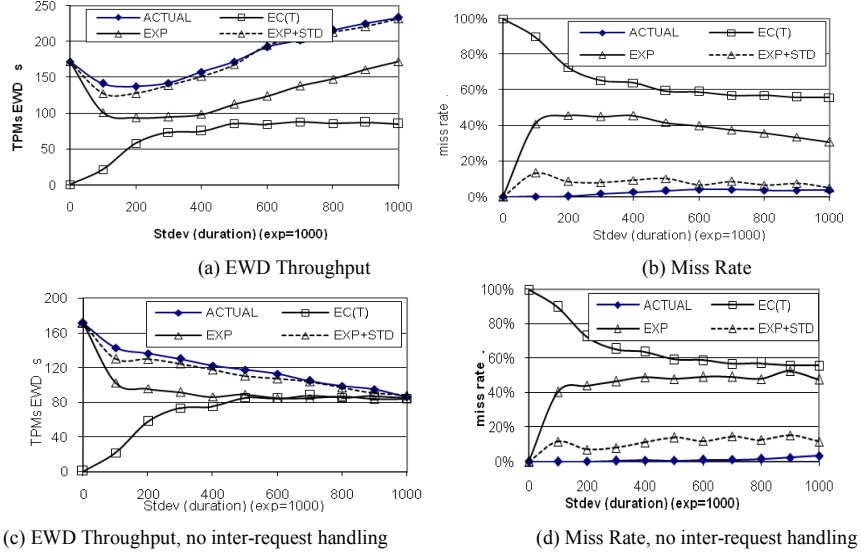 250
200
150
100
50
0
TPMs EWD s
ACTUAL
EC(T)
EXP
EXP+STD
0 200 400 600 800 1000
Stdev (duration) (exp=1000)
(a) EWD Throughput
100%
80%
60%
40%
20%
0%
miss rate .
ACTUAL
EC(T)
EXP
EXP+STD
0 200 400 600 800 1000
Stdev (duration) (exp=1000)
(b) Miss Rate
200
160
120
80
40
0
TPMs EWD s
ACTUAL
EC(T)
EXP
EXP+STD
0 200 400 600 800 1000
Stdev (duration) (exp=1000)
(c) EWD Throughput, no inter-request handling
100%
80%
60%
40%
20%
0%
miss rate .
ACTUAL
EC(T)
EXP
EXP+STD
0 200 400 600 800 1000
Stdev (duration) (exp=1000)
(d) Miss Rate, no inter-request handling